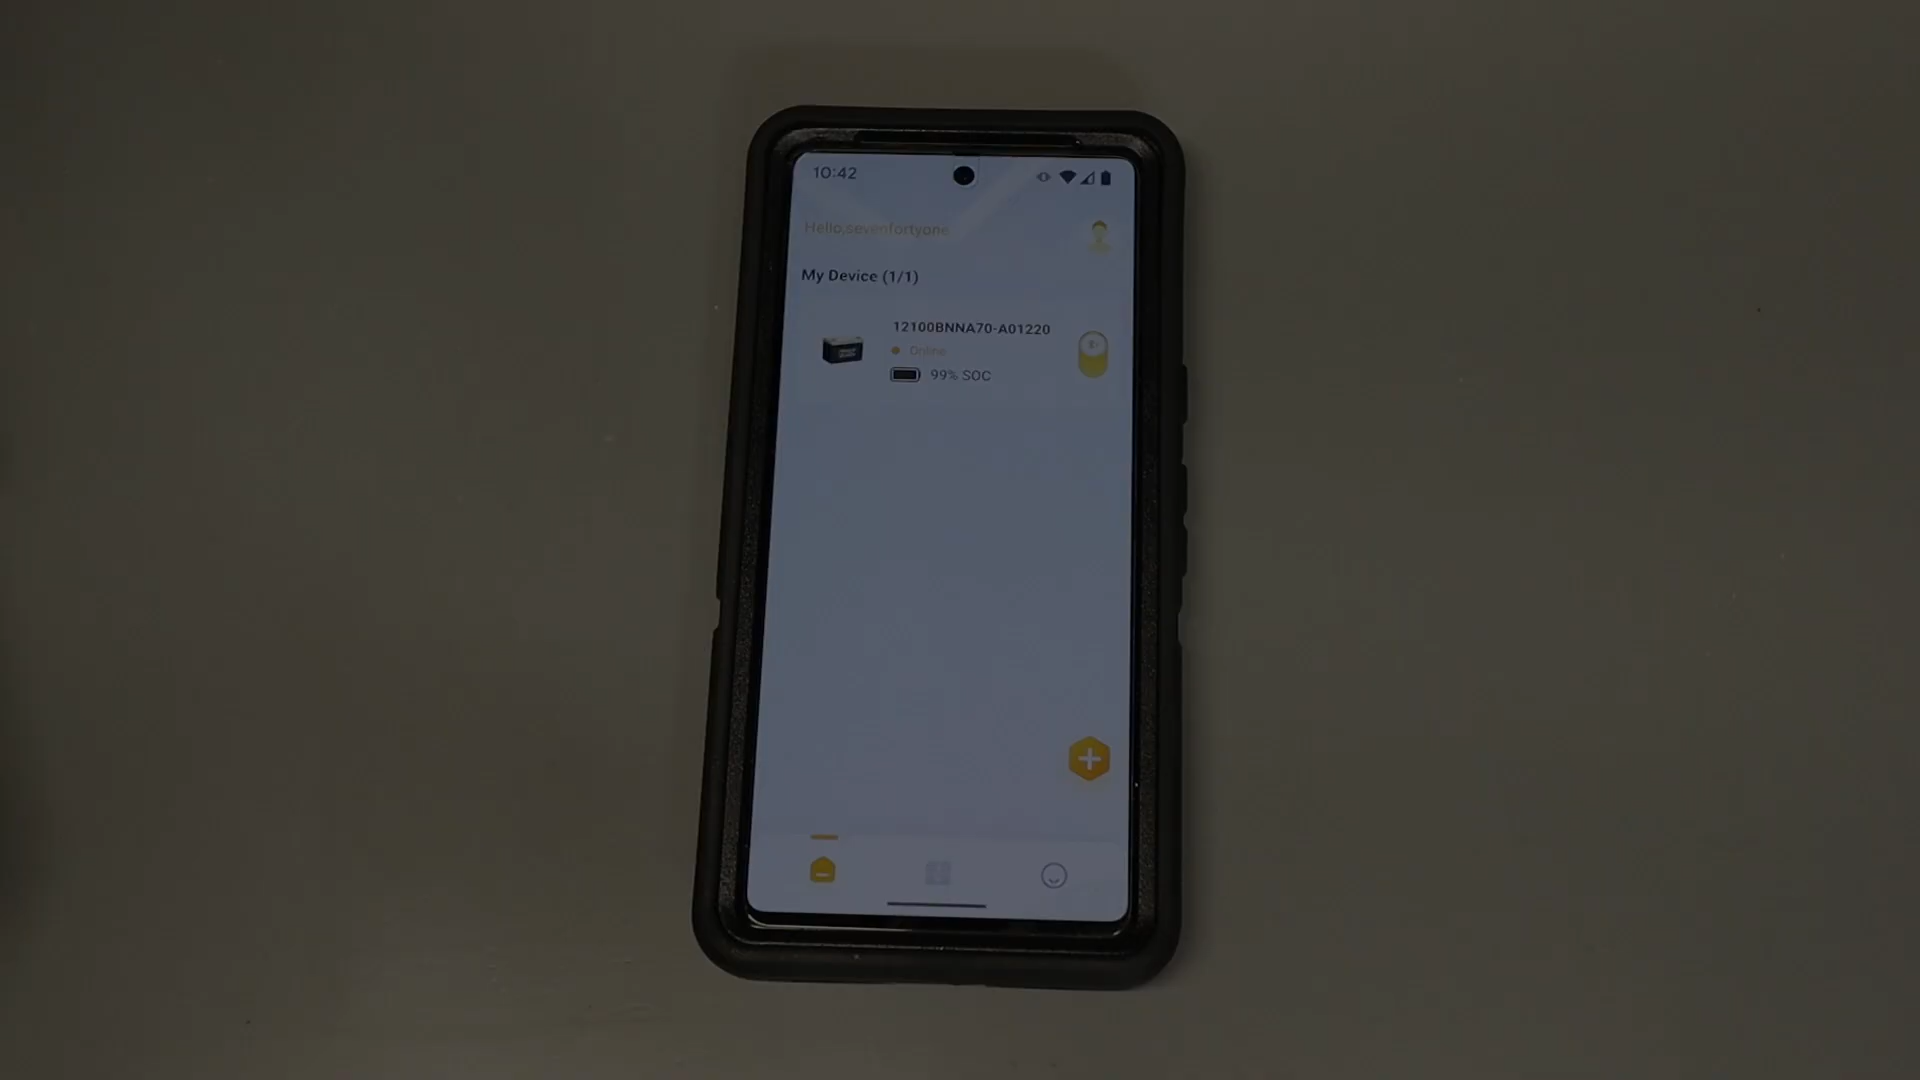 10:42
Hello,sevenfortyone
My Device (1/1)
12100BNNA70-A01220
Online
99% SOC